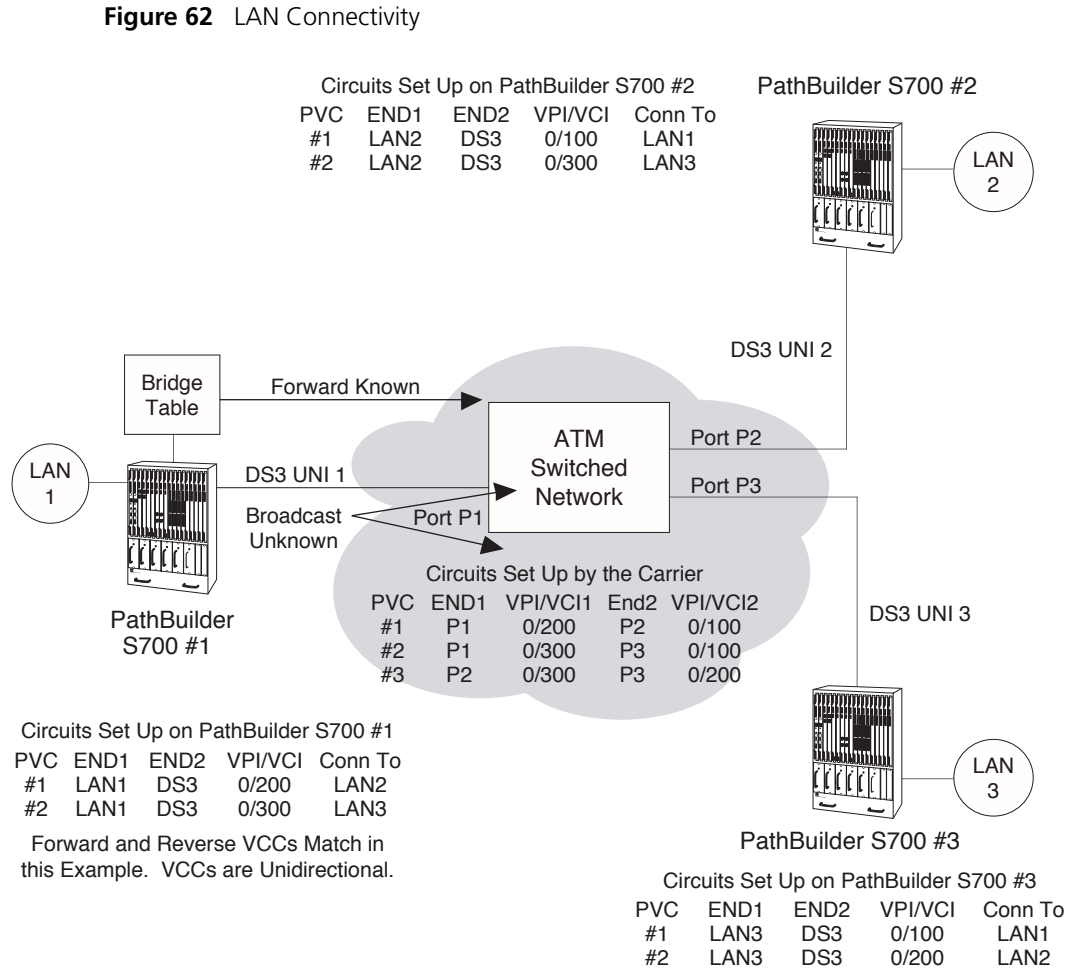 Figure 62 LAN Connectivity
Circuits Set Up on PathBuilder S700 #2
PVC END1 END2 VPI/VCI Conn To
#1 LAN2 DS3 0/100 LAN1
#2 LAN2 DS3 0/300 LAN3
PathBuilder S700 #2
LAN
2
DS3 UNI 2
Bridge
Table
Forward Known
LAN
1
DS3 UNI 1
Broadcast
Unknown
Port P1
ATM
Switched
Network
Port P2
Port P3
PathBuilder
S700 #1
Circuits Set Up by the Carrier
PVC END1 VPI/VCI1 End2 VPI/VCI2
#1 P1 0/200 P2 0/100
#2 P1 0/300 P3 0/100
#3 P2 0/300 P3 0/200
DS3 UNI 3
Circuits Set Up on PathBuilder S700 #1
PVC END1 END2 VPI/VCI Conn To
#1 LAN1 DS3 0/200 LAN2
#2 LAN1 DS3 0/300 LAN3
Forward and Reverse VCCs Match in
this Example. VCCs are Unidirectional.
LAN
3
PathBuilder S700 #3
Circuits Set Up on PathBuilder S700 #3
PVC END1 END2 VPI/VCI Conn To
#1 LAN3 DS3 0/100 LAN1
#2 LAN3 DS3 0/200 LAN2